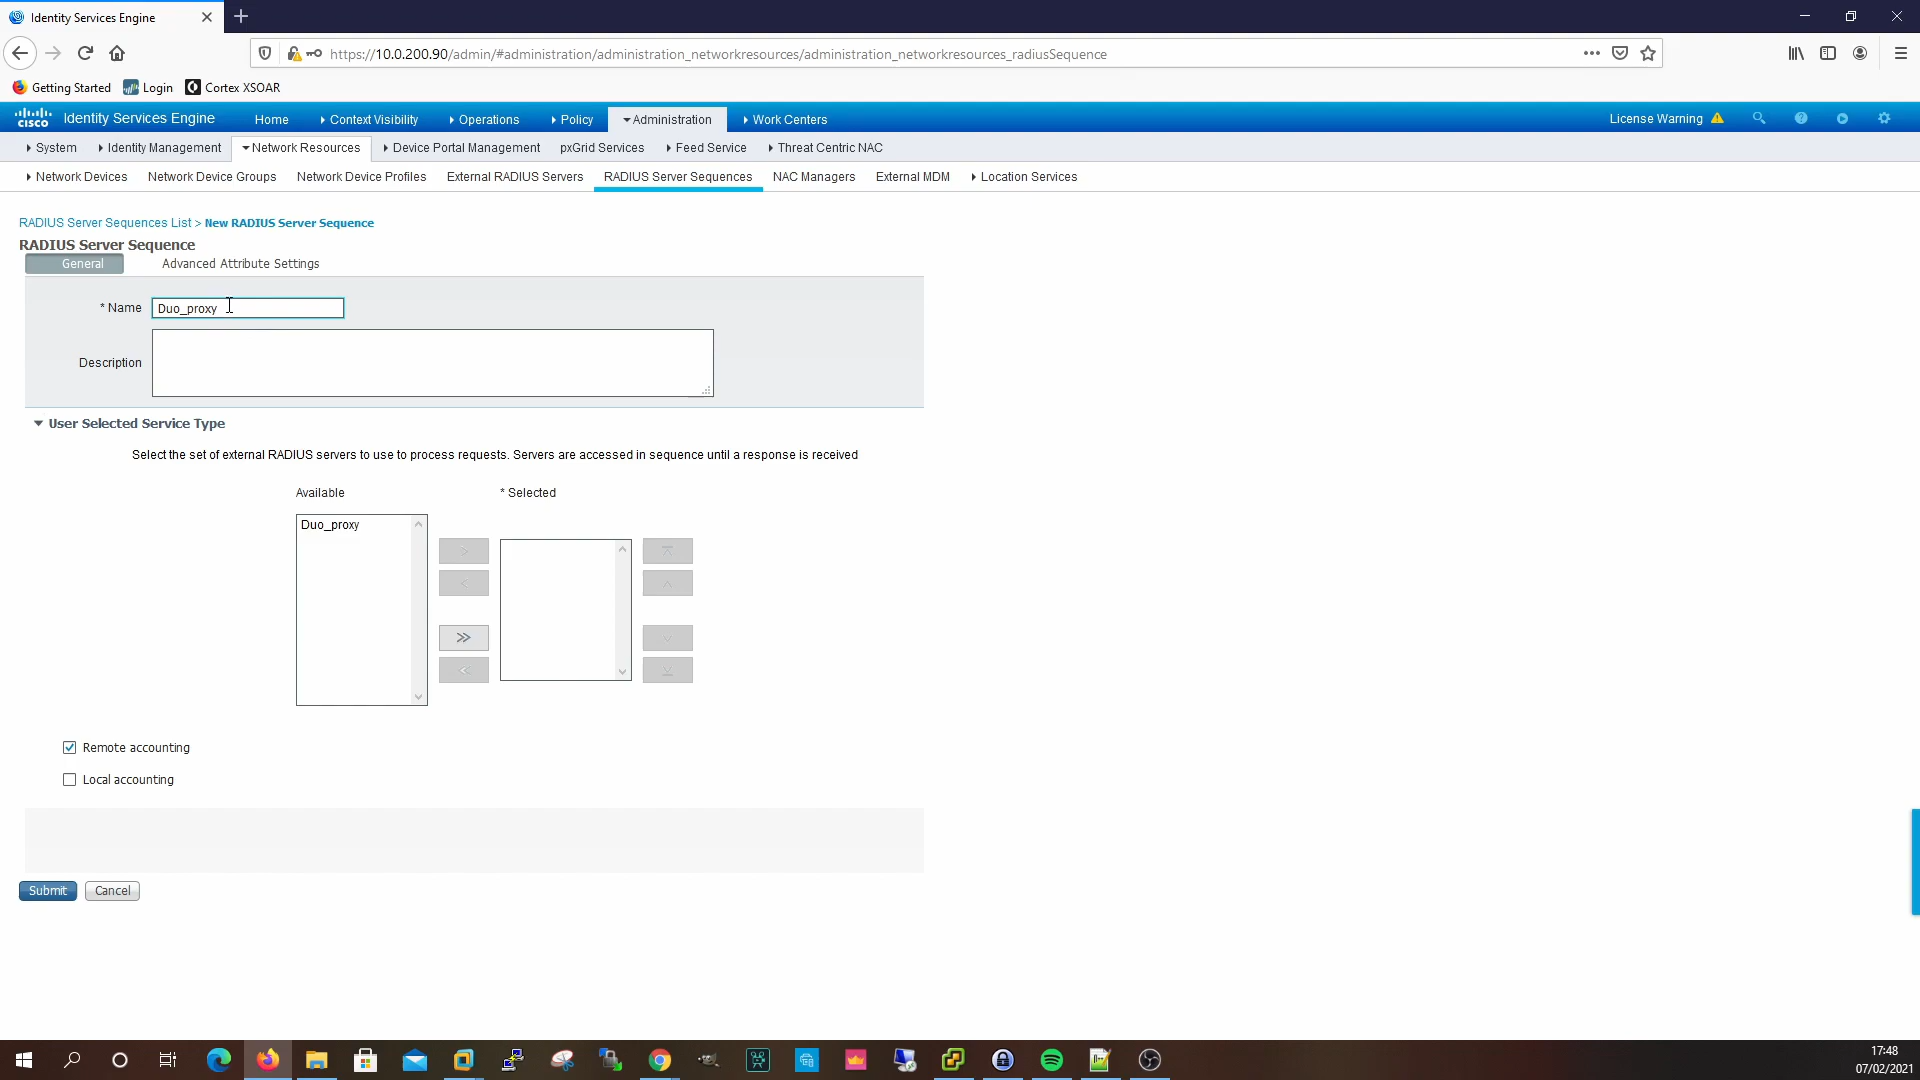 Identity Services Engine
https://10.0.200.90/admin/#administration/administration_networkresources/administration_networkresources_radiusSequence
Getting Started Login Cortex XSOAR
cisco Identity Services Engine Home Context Visibility Operations Policy Administration Work Centers License Warning
System Identity Management Network Resources Device Portal Management pxGrid Services Feed Service Threat Centric NAC
Network Devices Network Device Groups Network Device Profiles External RADIUS Servers RADIUS Server Sequences NAC Managers External MDM Location Services
RADIUS Server Sequences List > New RADIUS Server Sequence
RADIUS Server Sequence
General Advanced Attribute Settings
* Name Duo_proxy
Description
User Selected Service Type
Select the set of external RADIUS servers to use to process requests. Servers are accessed in sequence until a response is received
Available * Selected
Duo_proxy
Remote accounting
Local accounting
Submit Cancel
17:48
07/02/2021